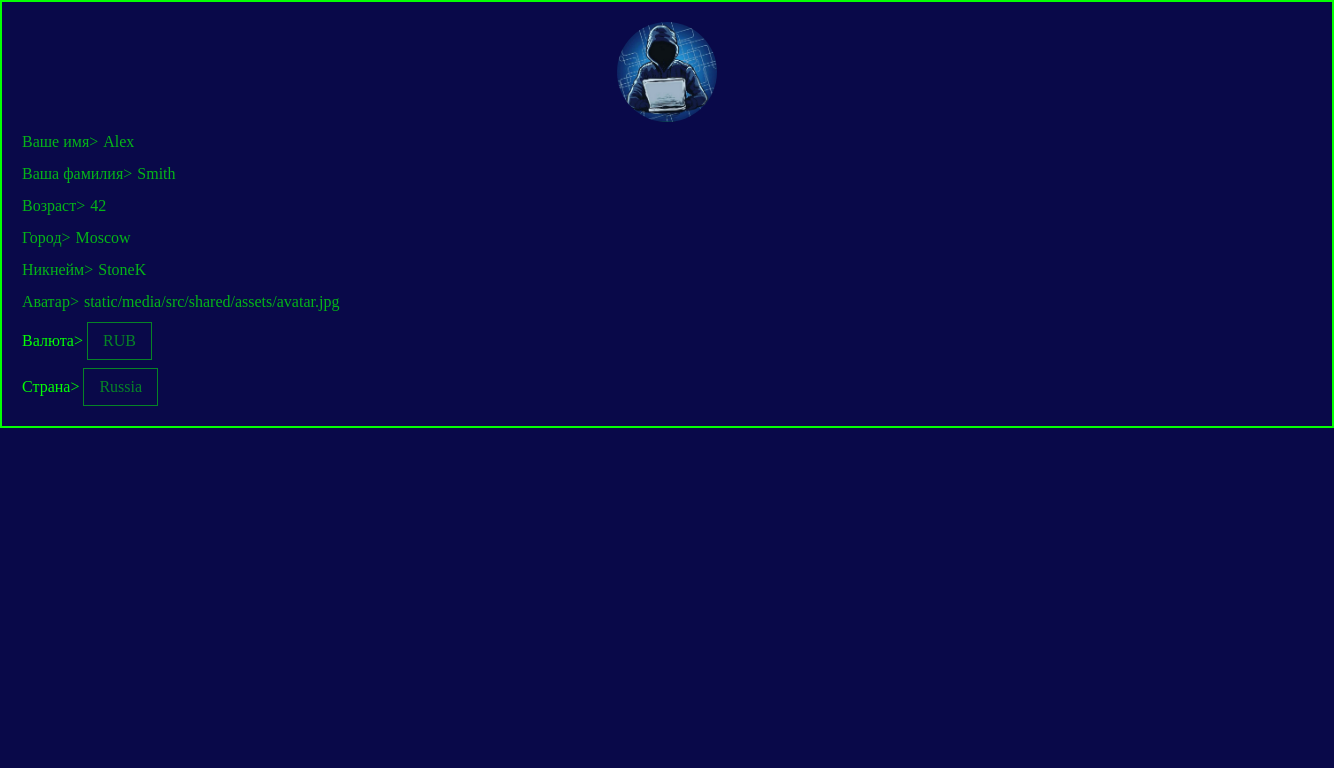 Ваше имя> Alex
Ваша фамилия> Smith
Возраст> 42
Город> Moscow
Никнейм> StoneK
Аватар> static/media/src/shared/assets/avatar.jpg
Валюта> RUB
Страна> Russia